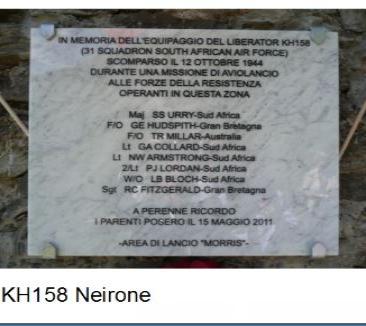 IN MEMORIA DELL'EQUIPAGGIO DEL LIBERATOR KH158
(31 SQUADRON SOUTH AFRICAN AIR FORCE)
SCOMPARSO IL 12 OTTOBRE 1944
DURANTE UNA MISSIONE DI AVIOLANCIO
ALLE FORZE DELLA RESISTENZA
OPERANTI IN QUESTA ZONA
Maj SS URRY-Sud Africa
F/O GE HUDSPITH-Gran Bretagna
F/O TR MILLAR-Australia
Lt GA COLLARD-Sud Africa
Lt NW ARMSTRONG-Sud Africa
2/Lt PJ LORDAN-Sud Africa
W/O LB BLOCH-Sud Africa
Sgt RC FITZGERALD-Gran Bretagna
A PERENNE RICORDO
I PARENTI POSERO IL 15 MAGGIO 2011
-AREA DI LANCIO "MORRIS"-
KH158 Neirone